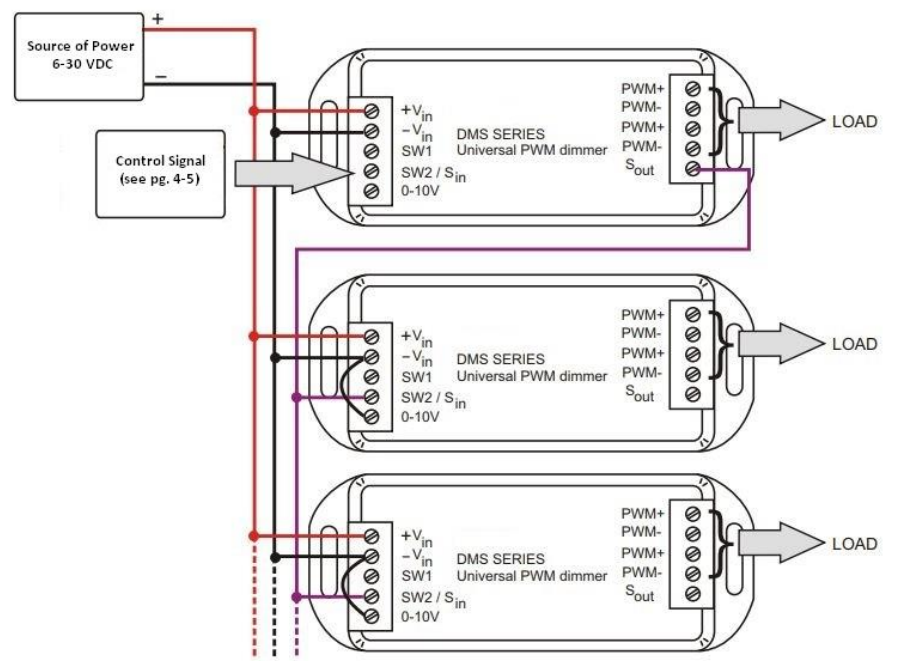 +
Source of Power
6-30 VDC
−
Control Signal
(see pg. 4-5)
+Vin
−Vin
SW1
SW2 / Sin
0-10V
DMS SERIES
Universal PWM dimmer
PWM+
PWM-
PWM+
PWM-
Sout
LOAD
+Vin
−Vin
SW1
SW2 / Sin
0-10V
DMS SERIES
Universal PWM dimmer
PWM+
PWM-
PWM+
PWM-
Sout
LOAD
+Vin
−Vin
SW1
SW2 / Sin
0-10V
DMS SERIES
Universal PWM dimmer
PWM+
PWM-
PWM+
PWM-
Sout
LOAD